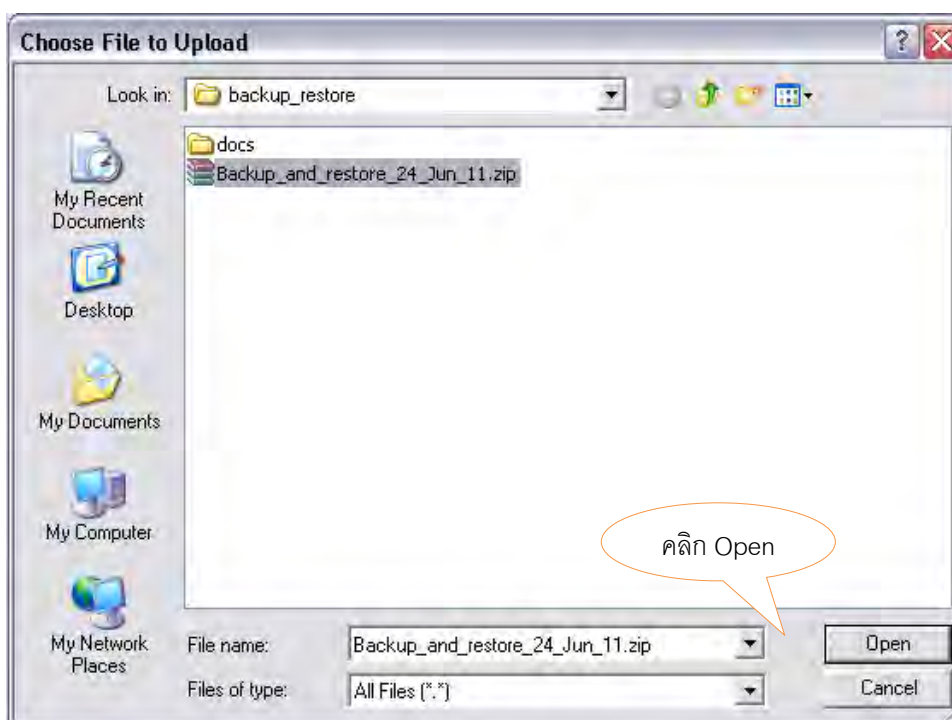 Choose File to Upload
Look in: backup_restore
docs
Backup_and_restore_24_Jun_11.zip
My Recent
Documents
Desktop
My Documents
My Computer
My Network
Places
คลิก Open
File name: Backup_and_restore_24_Jun_11.zip Open
Files of type: All Files (*.*) Cancel